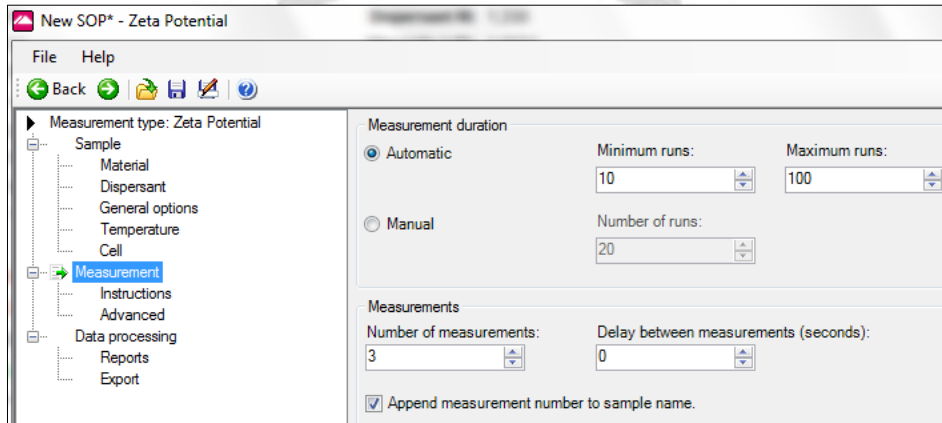 New SOP* - Zeta Potential
File Help
Back
Measurement type: Zeta Potential
Sample
Material
Dispersant
General options
Temperature
Cell
Measurement
Instructions
Advanced
Data processing
Reports
Export
Measurement duration
Automatic
Minimum runs: Maximum runs:
10 100
Manual
Number of runs:
20
Measurements
Number of measurements: Delay between measurements (seconds):
3 0
Append measurement number to sample name.